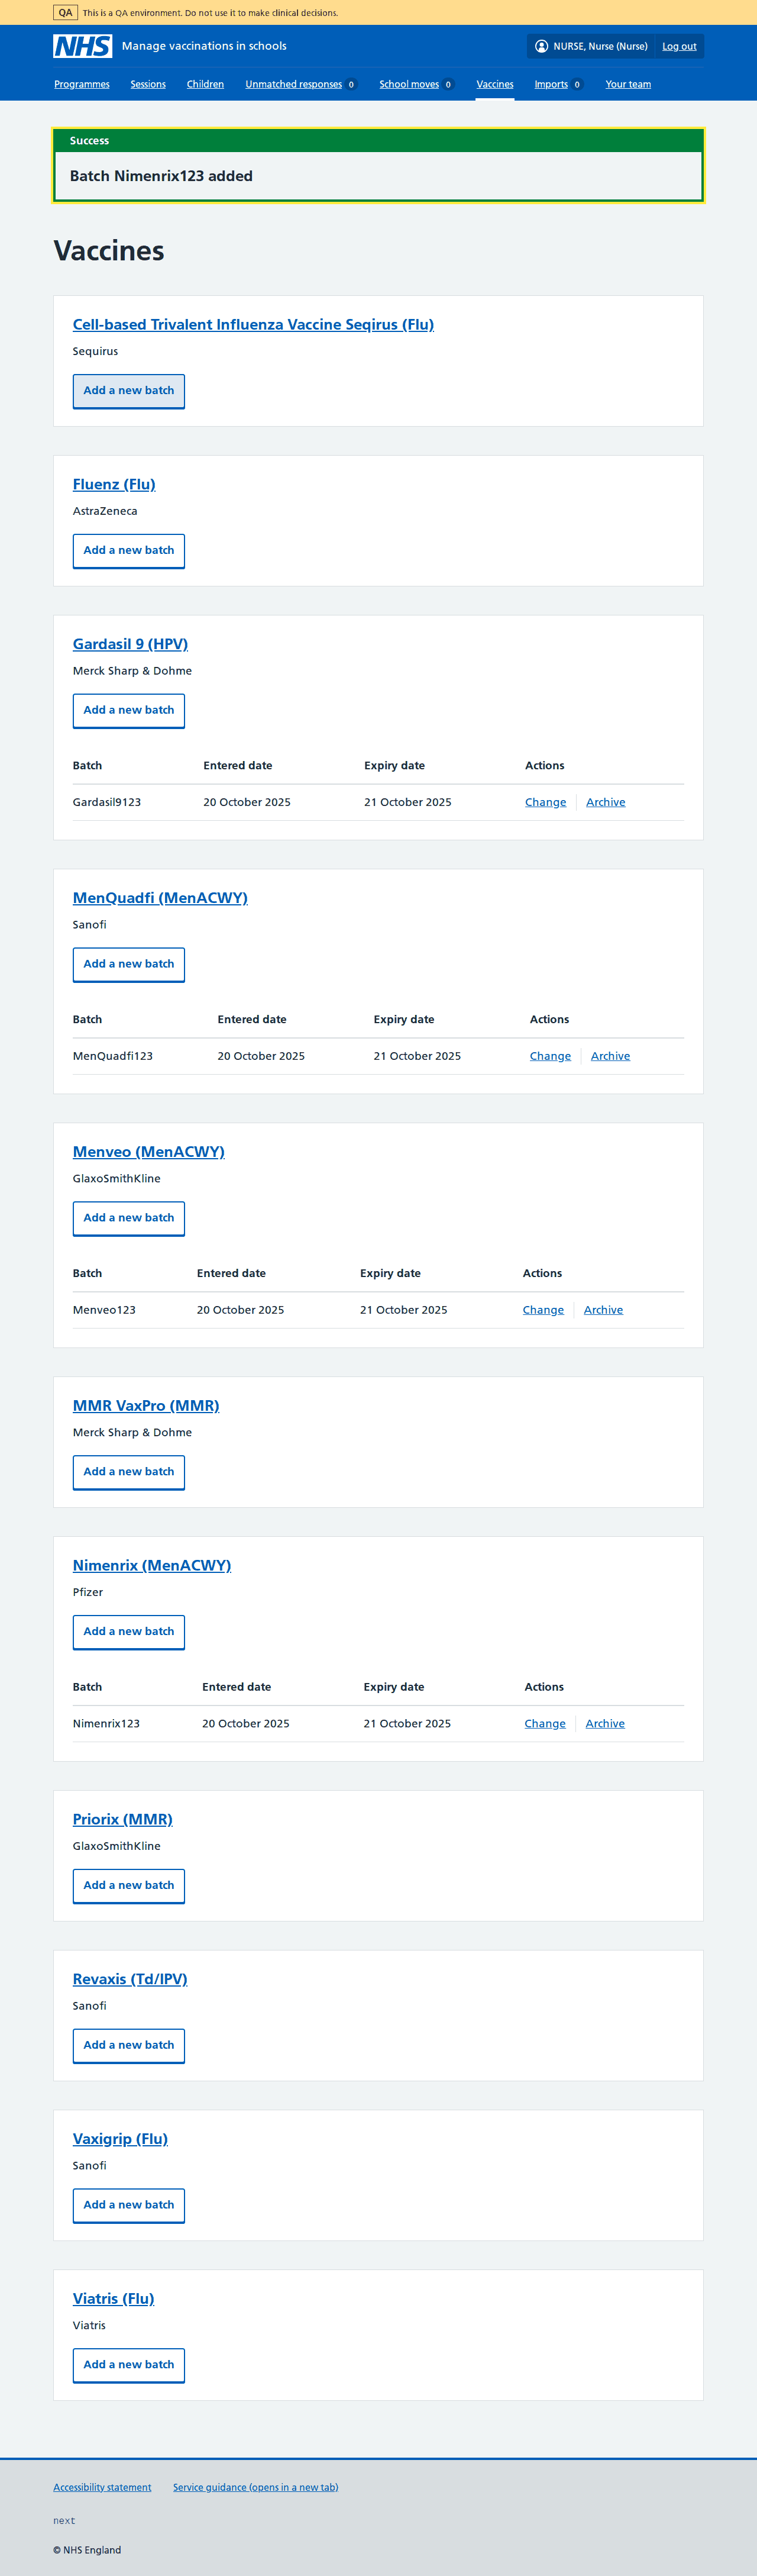 QA This is a QA environment. Do not use it to make clinical decisions.
NHS Manage vaccinations in schools NURSE, Nurse (Nurse) Log out
Programmes Sessions Children Unmatched responses 0 School moves 0 Vaccines Imports 0 Your team
Success
Batch Nimenrix123 added
Vaccines
Cell-based Trivalent Influenza Vaccine Seqirus (Flu)
Sequirus
Add a new batch
Fluenz (Flu)
AstraZeneca
Add a new batch
Gardasil 9 (HPV)
Merck Sharp & Dohme
Add a new batch
Batch Entered date Expiry date Actions
Gardasil9123 20 October 2025 21 October 2025 Change Archive
MenQuadfi (MenACWY)
Sanofi
Add a new batch
Batch Entered date Expiry date Actions
MenQuadfi123 20 October 2025 21 October 2025 Change Archive
Menveo (MenACWY)
GlaxoSmithKline
Add a new batch
Batch Entered date Expiry date Actions
Menveo123 20 October 2025 21 October 2025 Change Archive
MMR VaxPro (MMR)
Merck Sharp & Dohme
Add a new batch
Nimenrix (MenACWY)
Pfizer
Add a new batch
Batch Entered date Expiry date Actions
Nimenrix123 20 October 2025 21 October 2025 Change Archive
Priorix (MMR)
GlaxoSmithKline
Add a new batch
Revaxis (Td/IPV)
Sanofi
Add a new batch
Vaxigrip (Flu)
Sanofi
Add a new batch
Viatris (Flu)
Viatris
Add a new batch
Accessibility statement Service guidance (opens in a new tab)
next
© NHS England